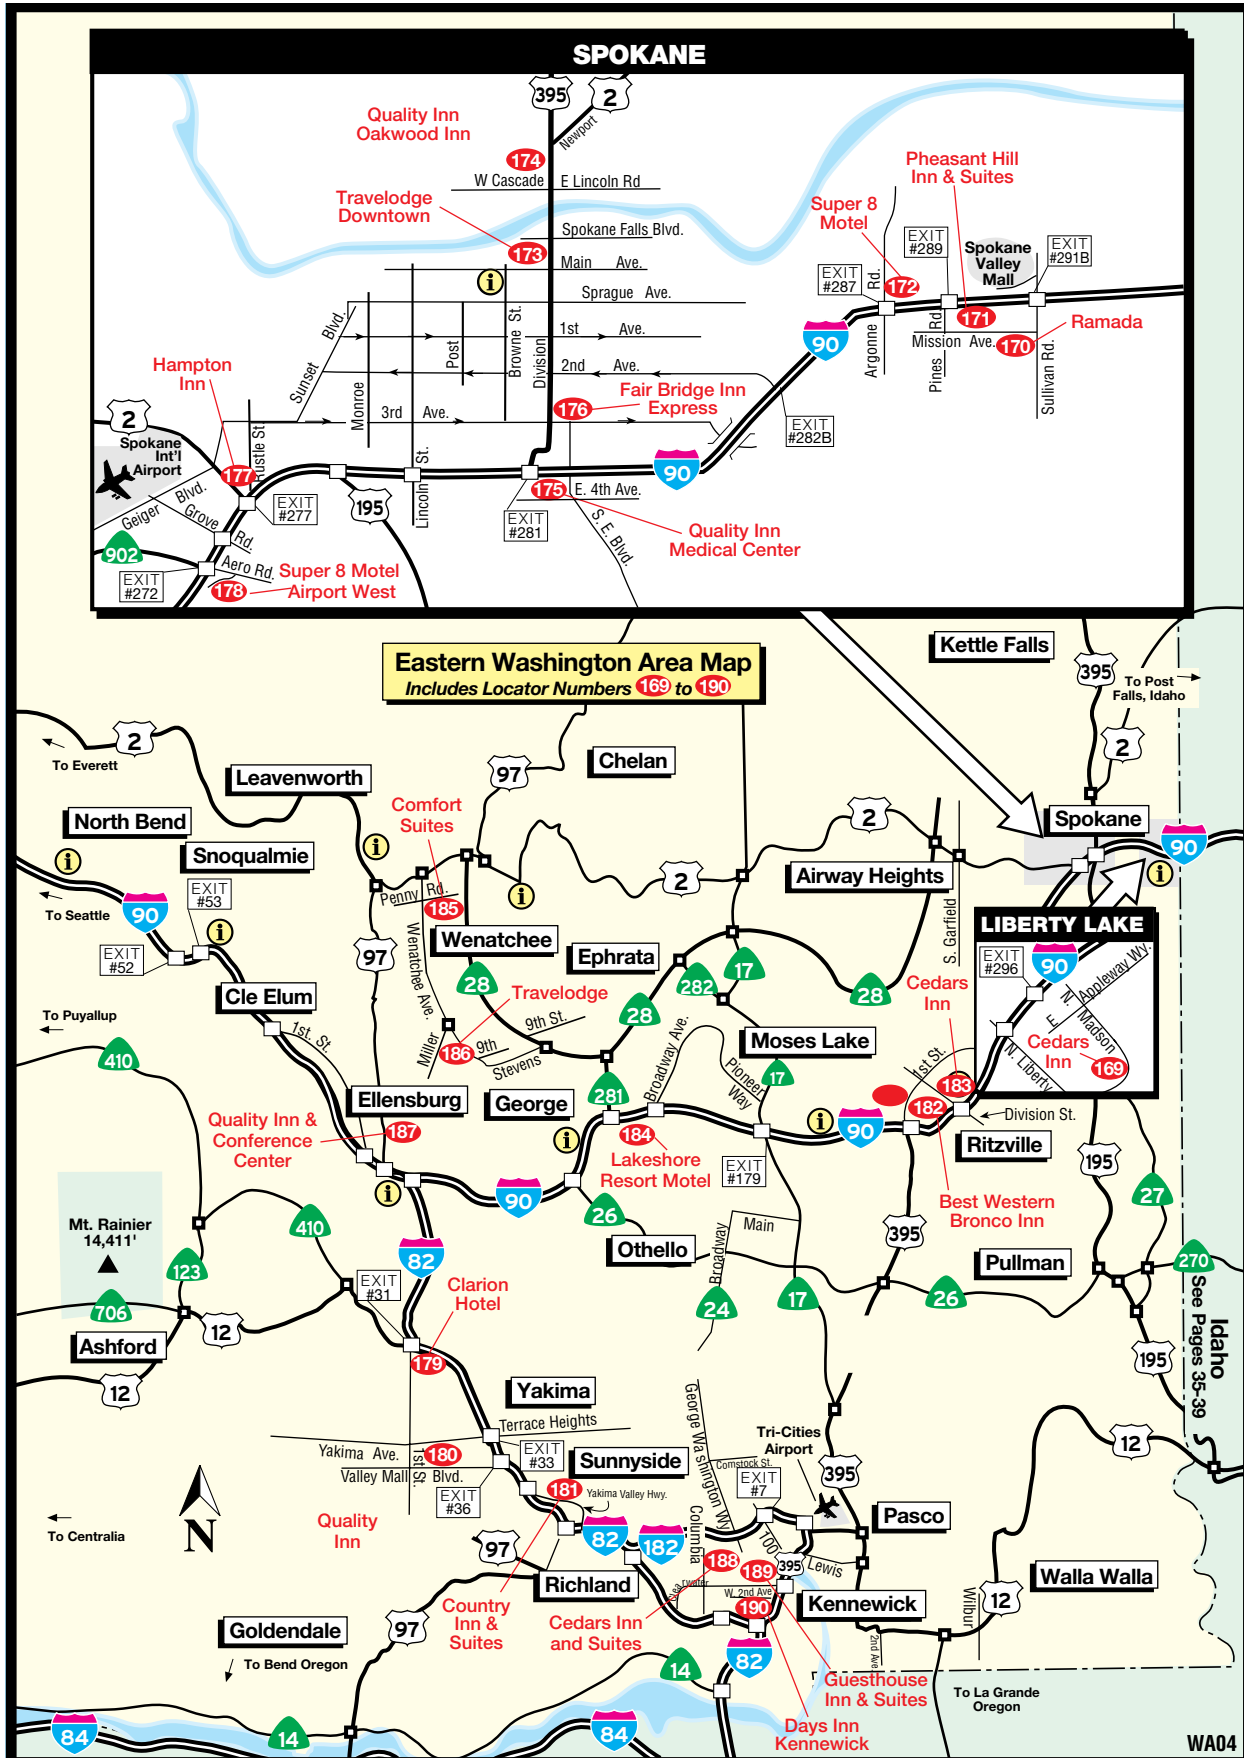 SPOKANE
395
2
Newport
Quality Inn
Oakwood Inn
174
W Cascade
E Lincoln Rd
Travelodge
Downtown
173
Spokane Falls Blvd.
Main Ave.
i
Sprague Ave.
1st Ave.
2nd Ave.
3rd Ave.
Sunset Blvd.
Monroe
Post
Browne St.
Division
Lincoln St.
Rustle St.
Hampton
Inn
177
2
Spokane
Int'l
Airport
Geiger Blvd.
Grove Rd.
Aero Rd.
902
EXIT
#272
178
Super 8 Motel
Airport West
EXIT
#277
195
EXIT
#281
175
E. 4th Ave.
S. E. Blvd.
Quality Inn
Medical Center
176
Fair Bridge Inn
Express
90
EXIT
#282B
90
Super 8
Motel
172
EXIT
#287
Argonne Rd.
EXIT
#289
Pheasant Hill
Inn & Suites
171
Pines Rd.
Mission Ave.
Spokane
Valley
Mall
EXIT
#291B
170
Ramada
Sullivan Rd.
Eastern Washington Area Map
Includes Locator Numbers 169 to 190
Kettle Falls
395
To Post
Falls, Idaho
2
2
To Everett
Leavenworth
97
Chelan
North Bend
Snoqualmie
i
i
Comfort
Suites
Penny Rd.
185
i
2
2
Airway Heights
Spokane
90
i
To Seattle
90
EXIT
#53
EXIT
#52
i
97
Wenatchee Ave.
Wenatchee
28
Ephrata
282
17
28
28
S. Garfield
LIBERTY LAKE
EXIT
#296
90
N.
E. Appleway Wy.
Madson
N. Liberty
Cedars
Inn
169
Cle Elum
1st. St.
Travelodge
9th St.
Miller
186
9th
Stevens
To Puyallup
410
Moses Lake
17
Broadway Ave.
Pioneer
Way
Cedars
Inn
1st St.
183
182
Division St.
Ritzville
Best Western
Bronco Inn
Ellensburg
187
Quality Inn &
Conference
Center
i
George
281
i
184
Lakeshore
Resort Motel
EXIT
#179
i
90
90
26
Othello
Main
Broadway
24
17
395
26
Pullman
195
27
270
195
Idaho
See Pages 35-39
Mt. Rainier
14,411'
706
123
410
12
Ashford
12
82
EXIT
#31
Clarion
Hotel
179
Yakima
Terrace Heights
Yakima Ave.
1st St.
180
Valley Mall Blvd.
EXIT
#33
EXIT
#36
Quality
Inn
N
To Centralia
Sunnyside
181
Yakima Valley Hwy.
82
182
97
Richland
Country
Inn &
Suites
George Washington Wy
Comstock St.
EXIT
#7
Tri-Cities
Airport
395
Columbia
100
Lewis
Pasco
188
189
395
W. 2nd Ave
190
Kennewick
Cedars Inn
and Suites
Guesthouse
Inn & Suites
Days Inn
Kennewick
82
14
2nd Ave.
Wilbur
12
12
Walla Walla
To La Grande
Oregon
Goldendale
97
To Bend Oregon
84
14
84
WA04